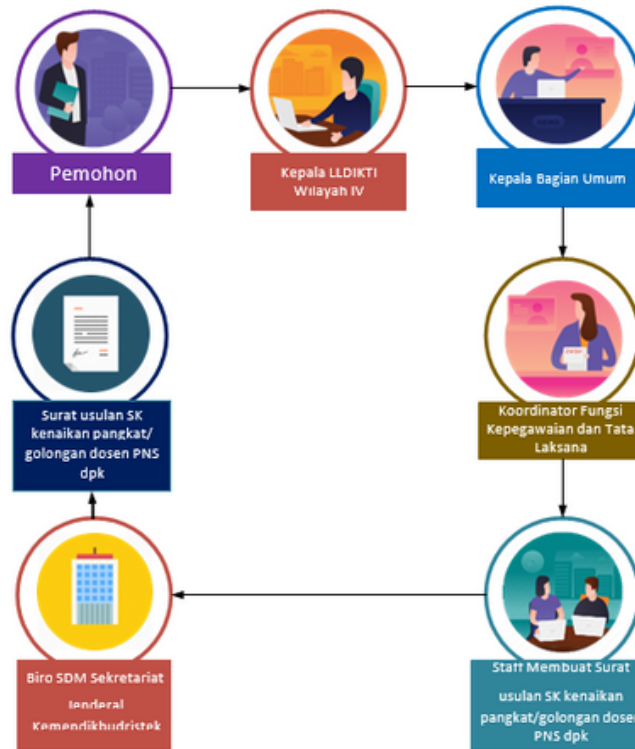 Pemohon
Kepala LLDIKTI
Wilayah IV
Kepala Bagian Umum
Koordinator Fungsi
Kepegawaian dan Tata
Laksana
Staff Membuat Surat
usulan SK kenaikan
pangkat/golongan dosen
PNS dpk
Biro SDM Sekretariat
Jenderal
Kemendikbudristek
Surat usulan SK
kenaikan pangkat/
golongan dosen PNS
dpk